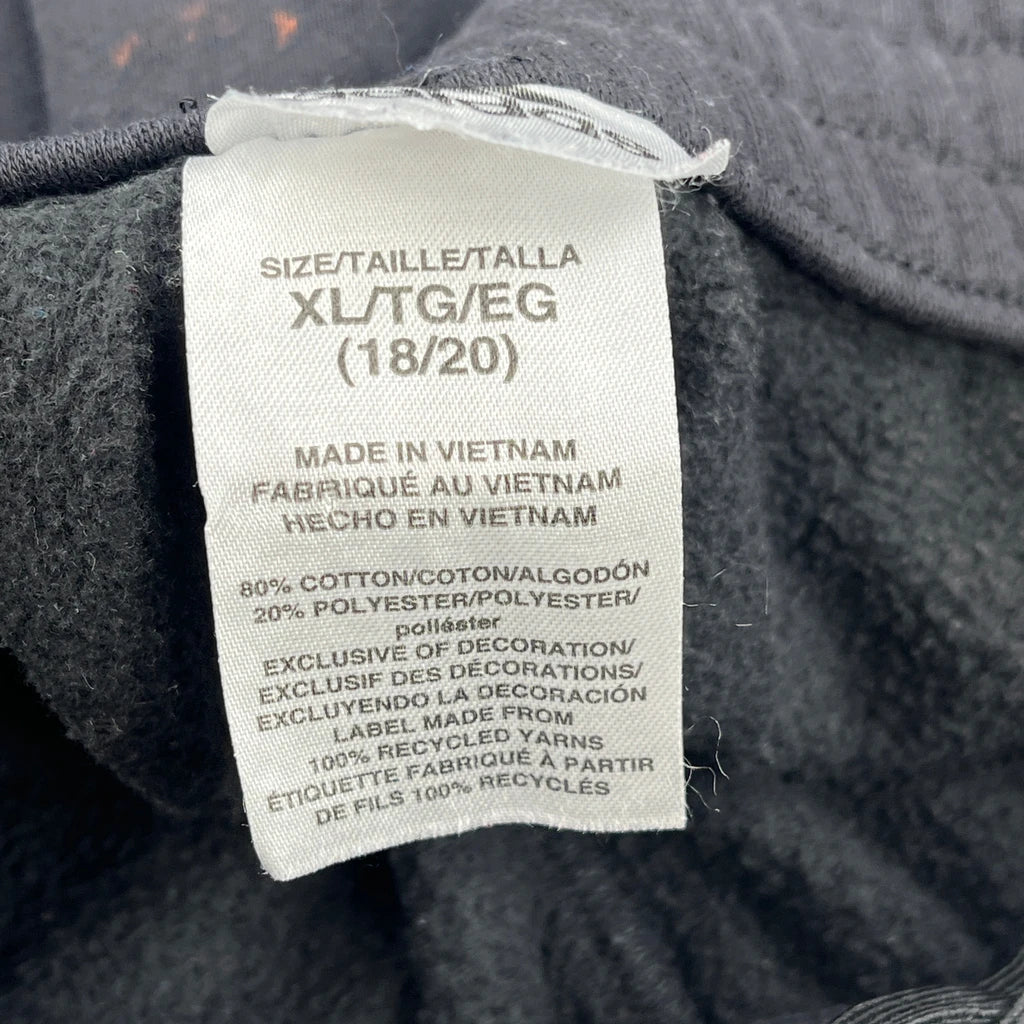 SIZE/TAILLE/TALLA
XL/TG/EG
(18/20)
MADE IN VIETNAM
FABRIQUÉ AU VIETNAM
HECHO EN VIETNAM
80% COTTON/COTON/ALGODÓN
20% POLYESTER/POLYESTER/
poliéster
EXCLUSIVE OF DECORATION/
EXCLUSIF DES DÉCORATIONS/
EXCLUYENDO LA DECORACIÓN
LABEL MADE FROM
100% RECYCLED YARNS
ÉTIQUETTE FABRIQUÉ À PARTIR
DE FILS 100% RECYCLÉS